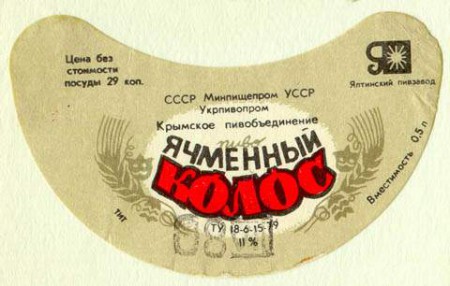 Цена без
стоимости
посуды 29 коп.
ЯО
Ялтинский пивзавод
СССР Минпищепром УССР
Укрпивопром
Крымское пивобъединение
пиво
ЯЧМЕННЫЙ
КОЛОС
Вместимость 0,5 л
ТУ 18-6-15-79
11 %